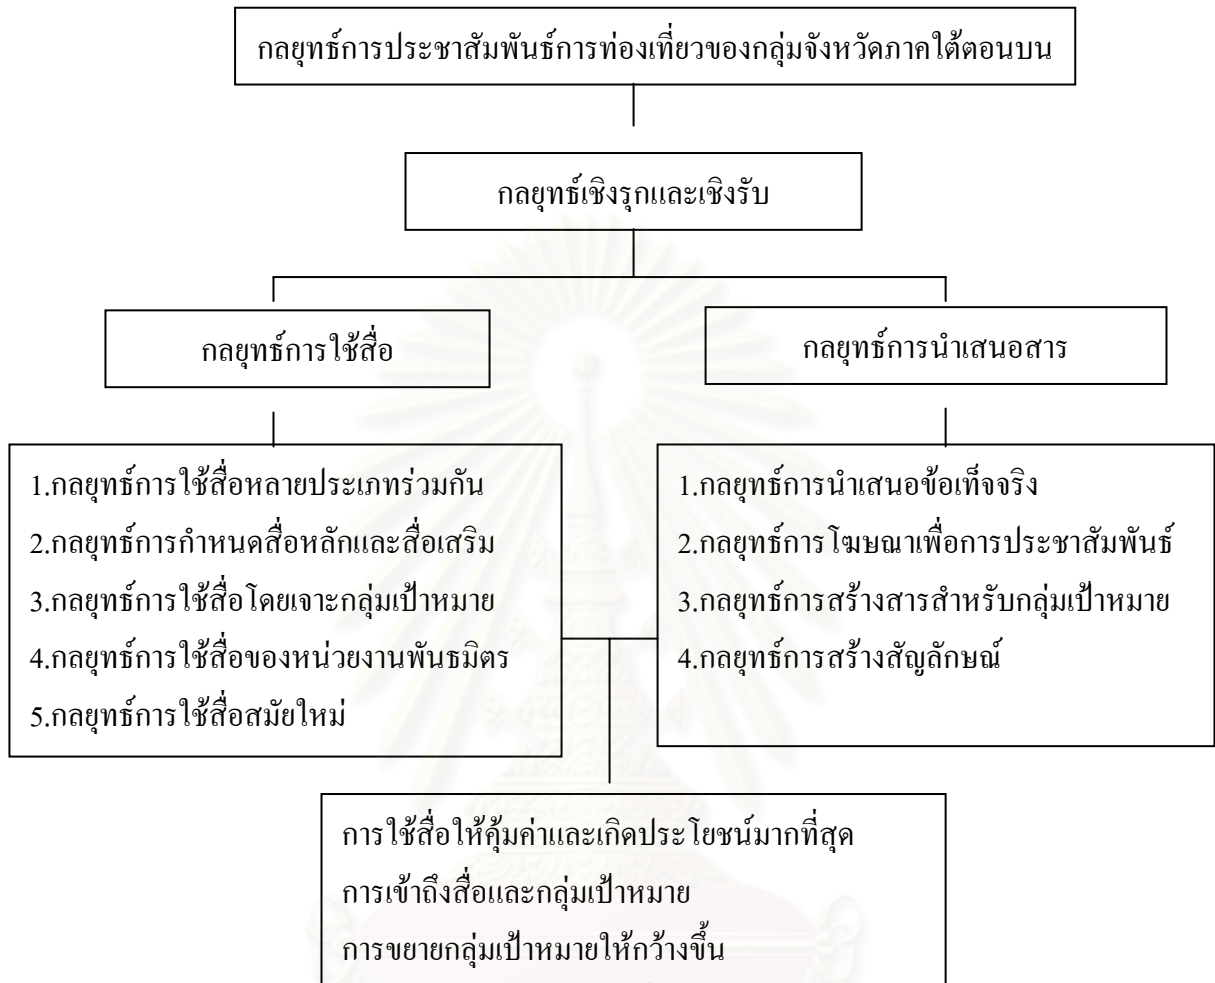 กลยุทธ์การประชาสัมพันธ์การท่องเที่ยวของกลุ่มจังหวัดภาคใต้ตอนบน
กลยุทธ์เชิงรุกและเชิงรับ
กลยุทธ์การใช้สื่อ
กลยุทธ์การนำเสนอสาร
1.กลยุทธ์การใช้สื่อหลายประเภทร่วมกัน
2.กลยุทธ์การกำหนดสื่อหลักและสื่อเสริม
3.กลยุทธ์การใช้สื่อโดยเจาะกลุ่มเป้าหมาย
4.กลยุทธ์การใช้สื่อของหน่วยงานพันธมิตร
5.กลยุทธ์การใช้สื่อสมัยใหม่
1.กลยุทธ์การนำเสนอข้อเท็จจริง
2.กลยุทธ์การโฆษณาเพื่อการประชาสัมพันธ์
3.กลยุทธ์การสร้างสารสำหรับกลุ่มเป้าหมาย
4.กลยุทธ์การสร้างสัญลักษณ์
การใช้สื่อให้คุ้มค่าและเกิดประโยชน์มากที่สุด
การเข้าถึงสื่อและกลุ่มเป้าหมาย
การขยายกลุ่มเป้าหมายให้กว้างขึ้น